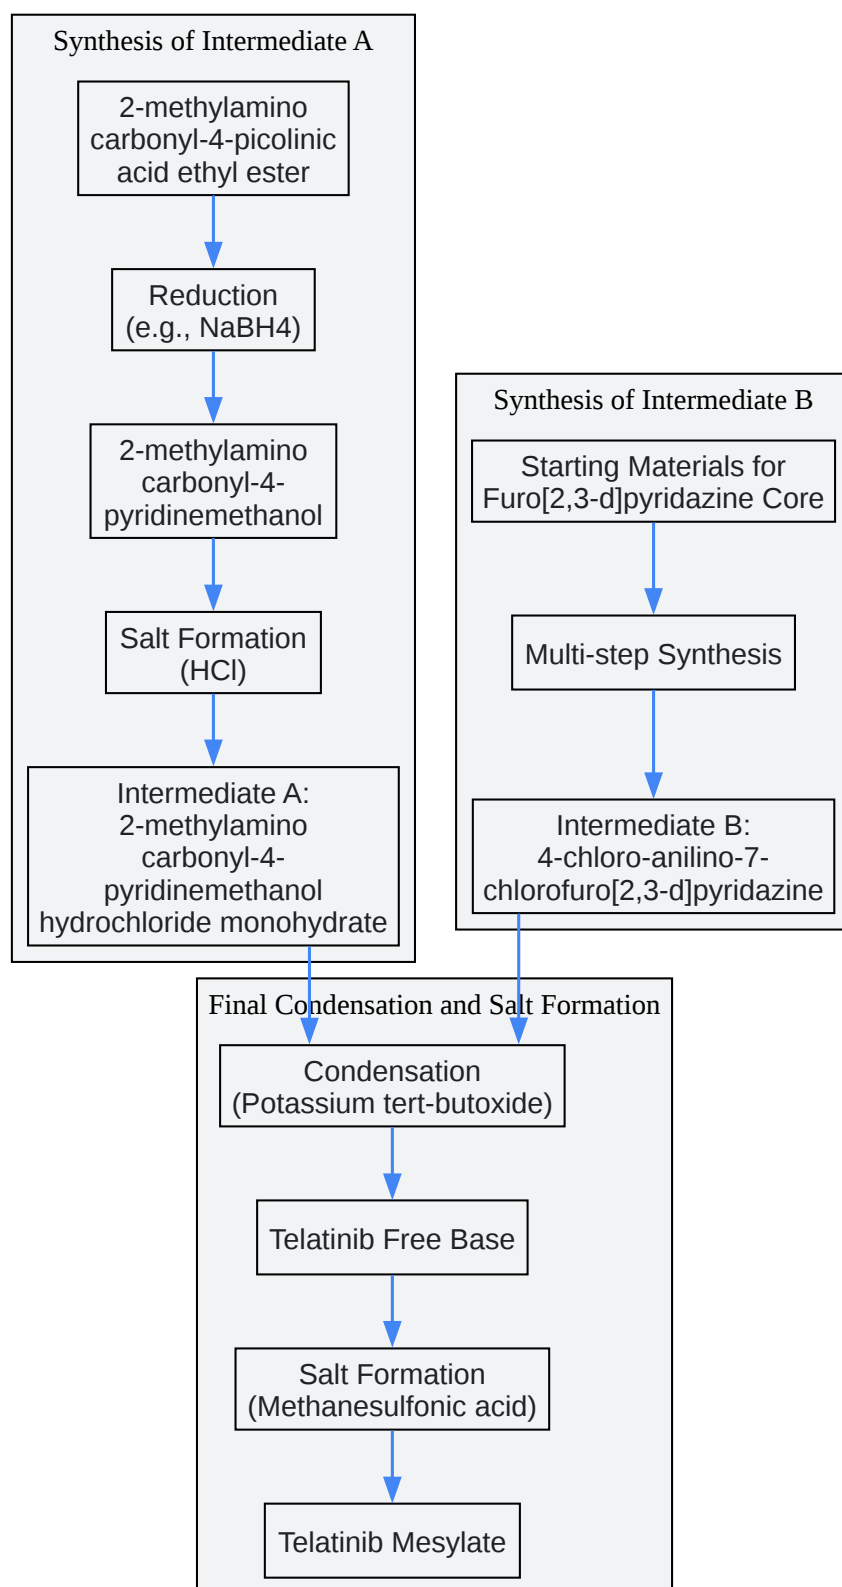 Synthesis of Intermediate A
2-methylamino
carbonyl-4-picolinic
acid ethyl ester
Reduction
(e.g., NaBH4)
2-methylamino
carbonyl-4-
pyridinemethanol
Salt Formation
(HCl)
Intermediate A:
2-methylamino
carbonyl-4-
pyridinemethanol
hydrochloride monohydrate
Synthesis of Intermediate B
Starting Materials for
Furo[2,3-d]pyridazine Core
Multi-step Synthesis
Intermediate B:
4-chloro-anilino-7-
chlorofuro[2,3-d]pyridazine
Final Condensation and Salt Formation
Condensation
(Potassium tert-butoxide)
Telatinib Free Base
Salt Formation
(Methanesulfonic acid)
Telatinib Mesylate